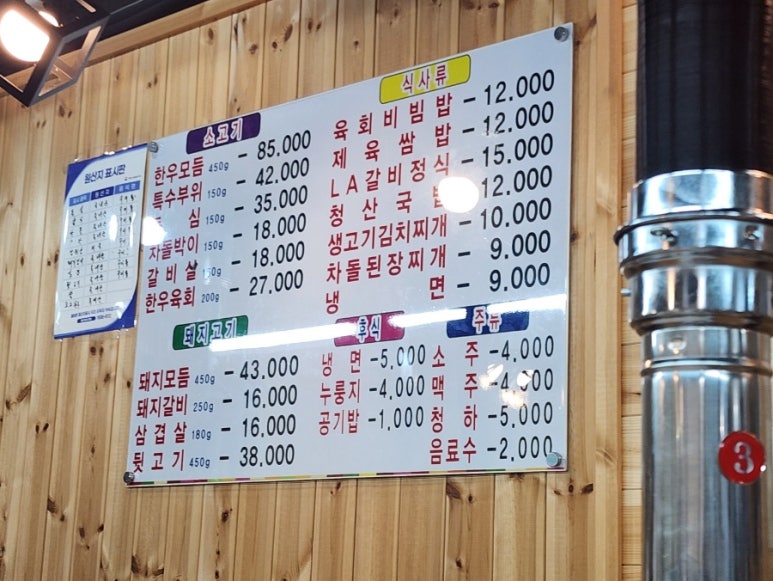 원산지 표시판
소고기
한우모듬 450g - 85,000
특수부위 150g - 42,000
심 150g - 35,000
차돌박이 150g - 18,000
갈비살 - 18,000
한우육회 200g - 27,000
돼지고기
돼지모듬 450g - 43.000
돼지갈비 250g - 16,000
삼겹살 180g - 16,000
뒷고기 450g - 38,000
식사류
육회비빔밥 - 12.000
제육쌈밥 - 12.000
LA갈비정식 - 15.000
청산국밥 12.000
생고기김치찌개 - 10.000
차돌된장찌개 - 9.000
냉면 - 9.000
후식
냉면 -5,000
누룽지 -4,000
공기밥 -1,000
주류
소주 -4,000
맥주
청하 -5,000
음료수 -2,000
3